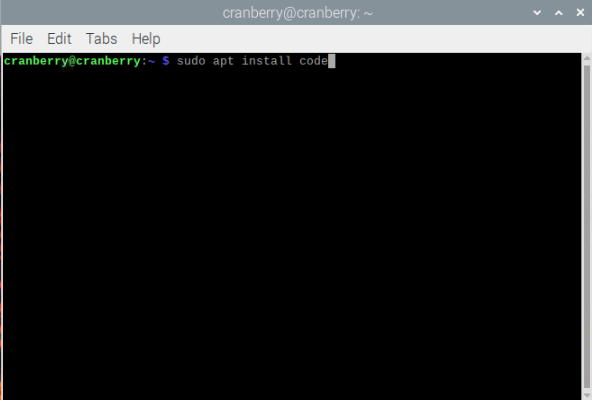 cranberry@cranberry: ~
File Edit Tabs Help
cranberry@cranberry:~ $ sudo apt install code